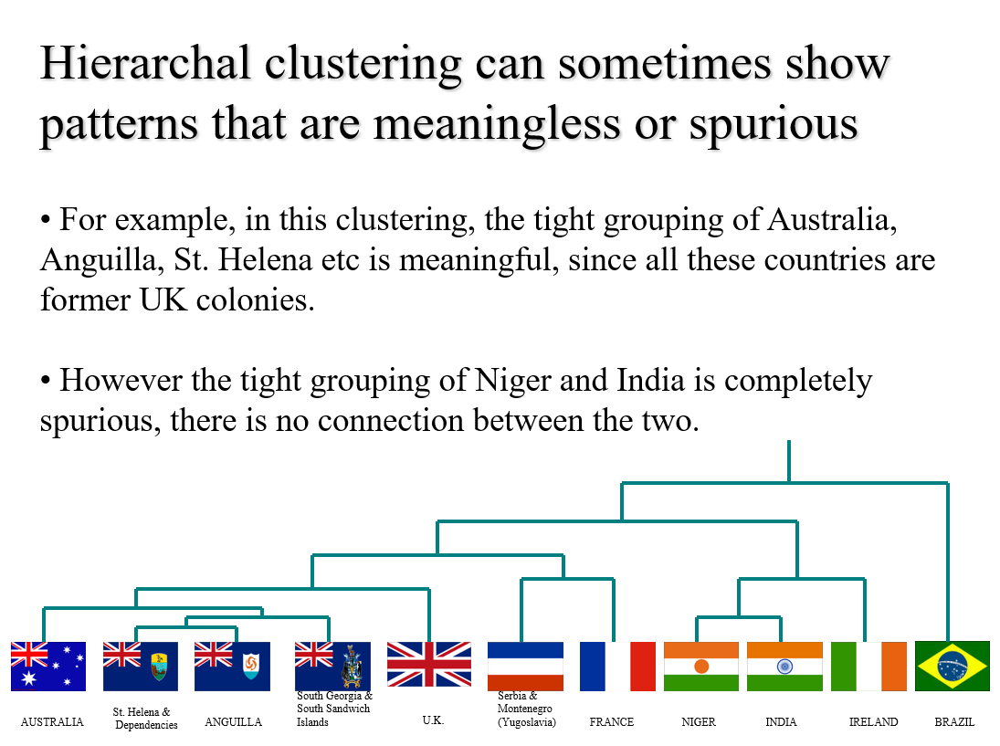 Hierarchal clustering can sometimes show
patterns that are meaningless or spurious
• For example, in this clustering, the tight grouping of Australia,
Anguilla, St. Helena etc is meaningful, since all these countries are
former UK colonies.
• However the tight grouping of Niger and India is completely
spurious, there is no connection between the two.
AUSTRALIA
St. Helena &
Dependencies
ANGUILLA
South Georgia &
South Sandwich
Islands
U.K.
Serbia &
Montenegro
(Yugoslavia)
FRANCE
NIGER
INDIA
IRELAND
BRAZIL